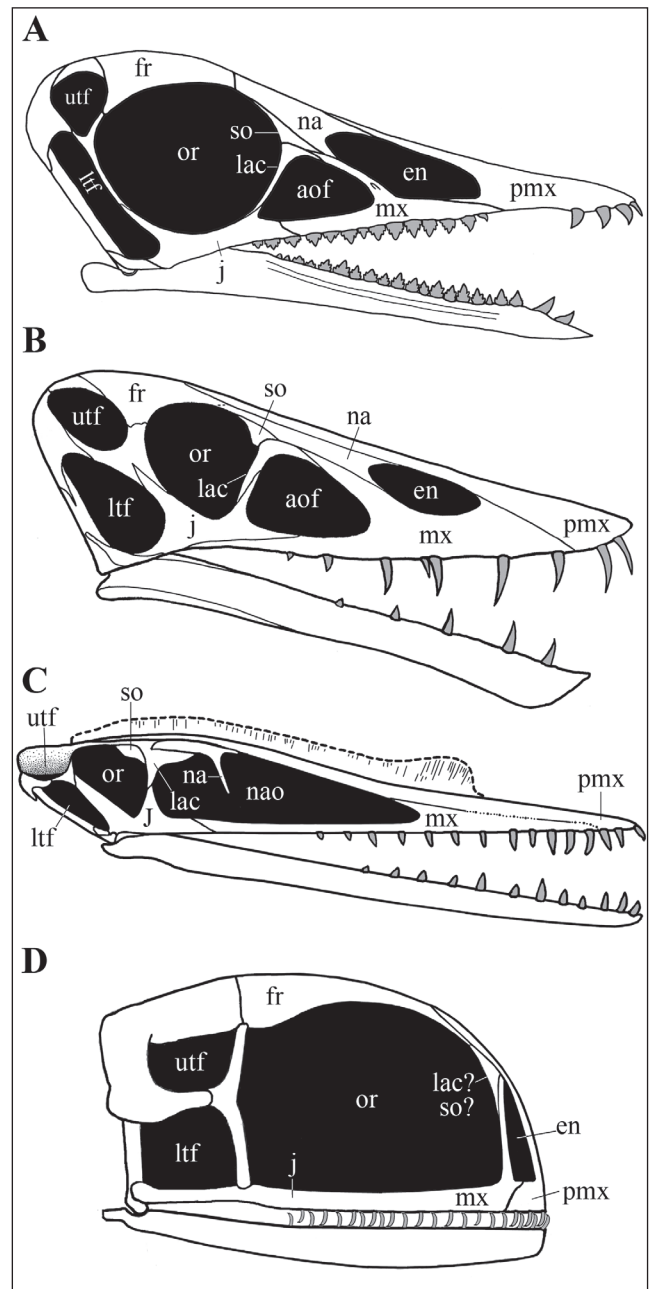 A
fr
utf
na
so
or
en
lac
ltf
aof
pmx
mx
j
B
so
fr
na
utf
or
lac
en
aof
ltf
pmx
j
mx
C
so
utf
or
na
nao
pmx
lac
J
mx
ltf
D
fr
utf
lac?
or
so?
en
ltf
j
mx
pmx